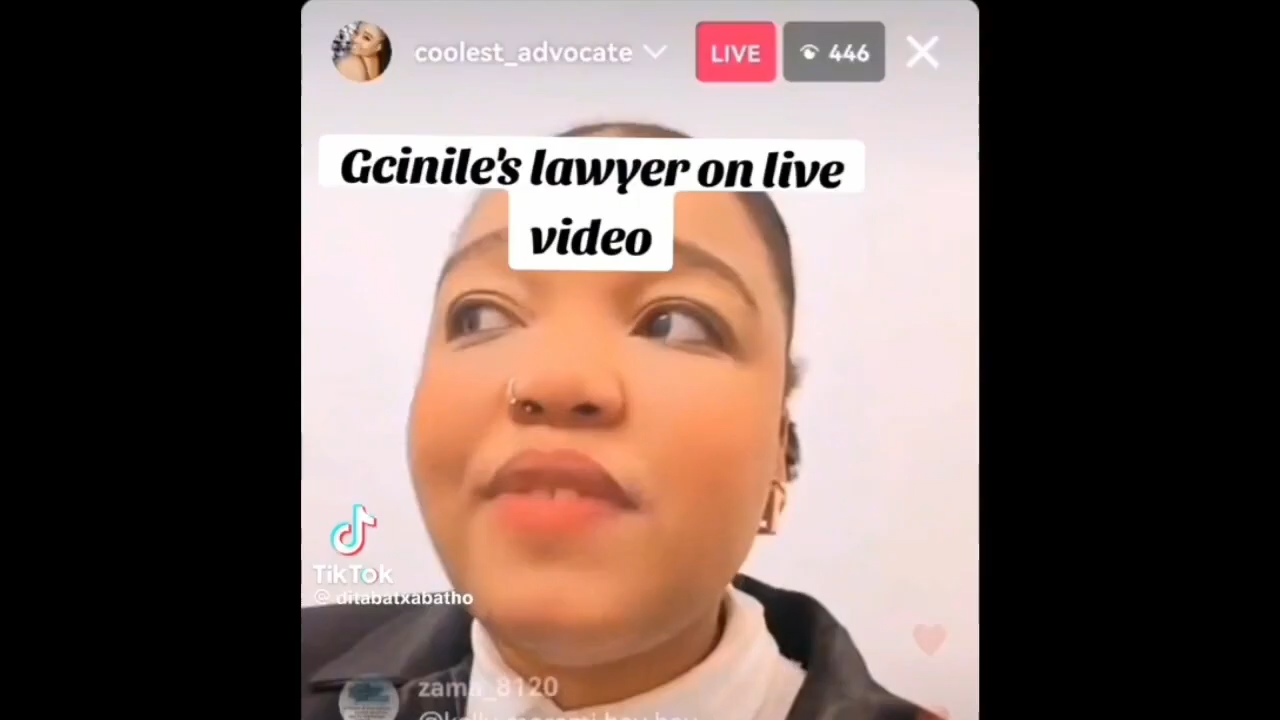 coolest_advocate
LIVE
446
Gcinile's lawyer on live
video
TikTok
@ ditabatxabatho
zama_8120